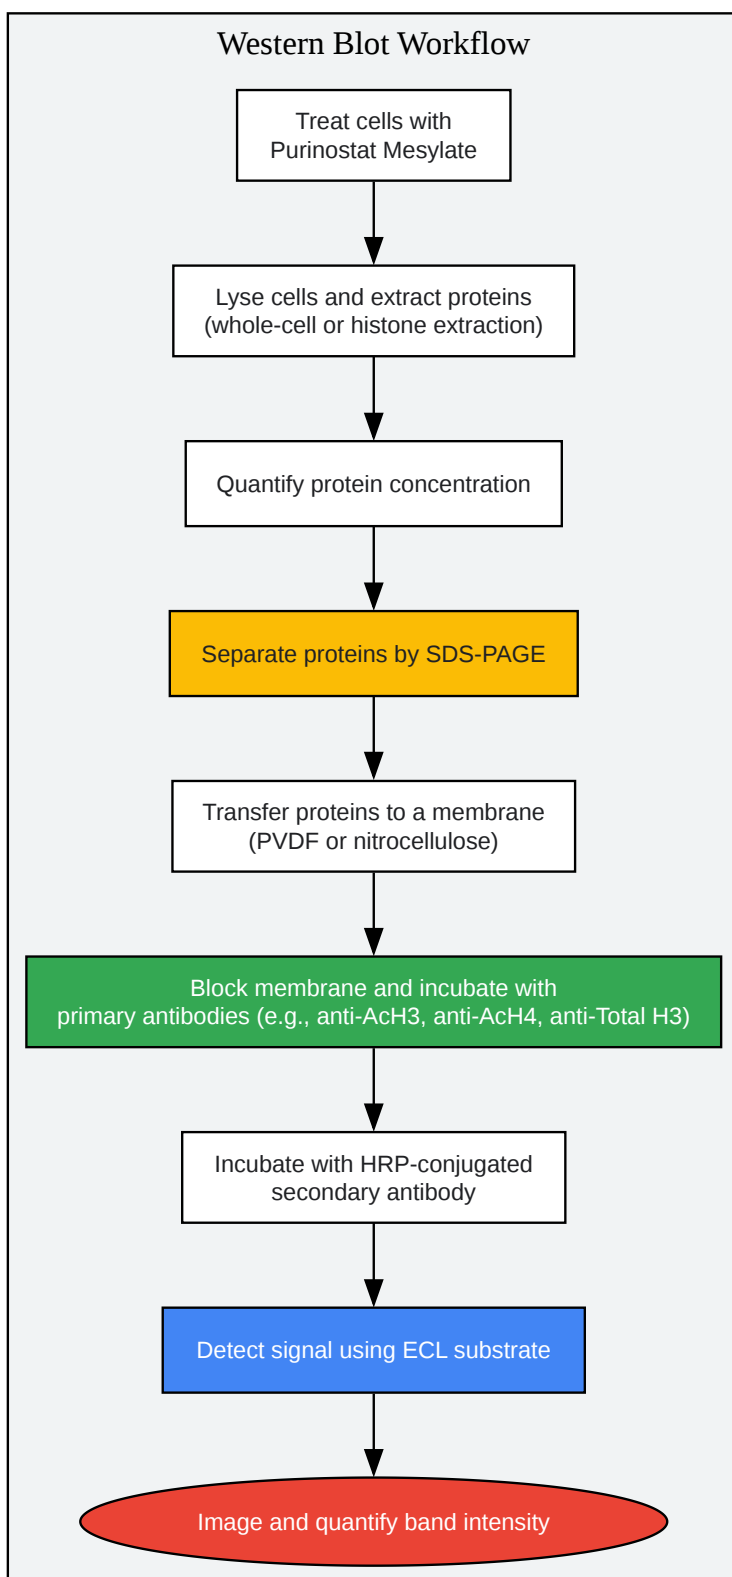 Western Blot Workflow
Treat cells with
Purinostat Mesylate
Lyse cells and extract proteins
(whole-cell or histone extraction)
Quantify protein concentration
Separate proteins by SDS-PAGE
Transfer proteins to a membrane
(PVDF or nitrocellulose)
Block membrane and incubate with
primary antibodies (e.g., anti-AcH3, anti-AcH4, anti-Total H3)
Incubate with HRP-conjugated
secondary antibody
Detect signal using ECL substrate
Image and quantify band intensity